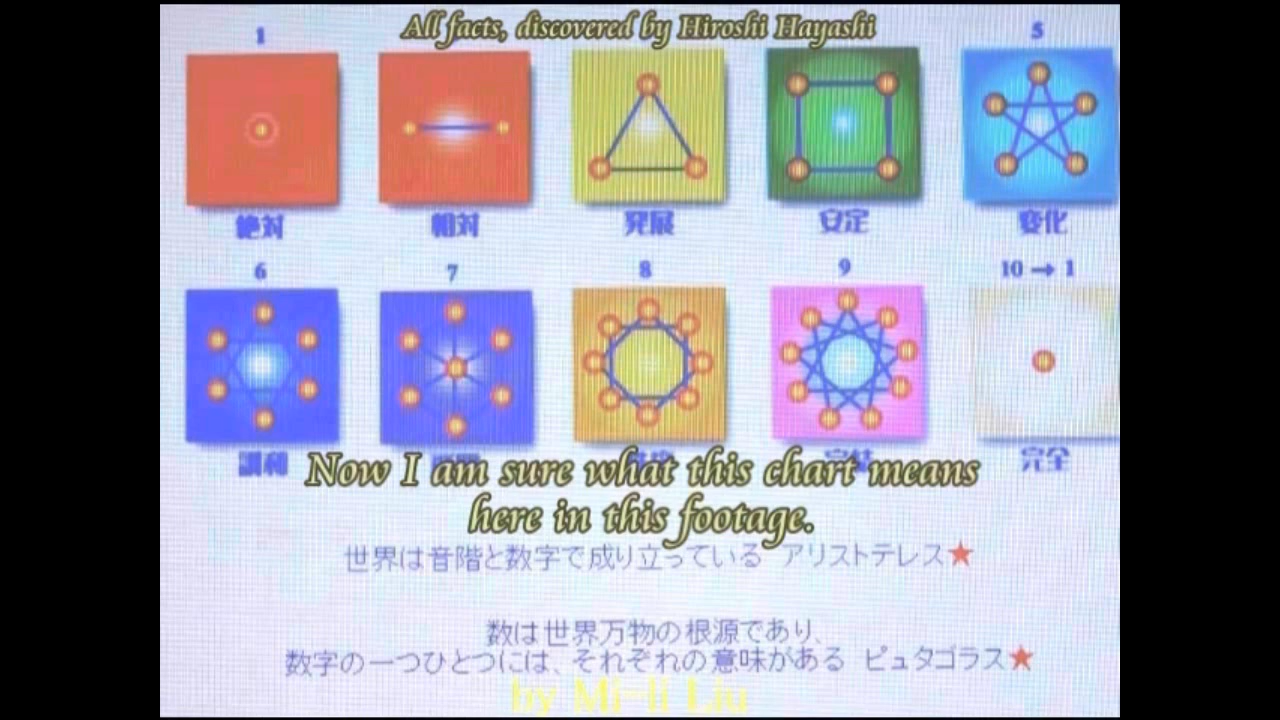 All facts, discovered by Hiroshi Hayashi
1
5
絶対
相対
発展
安定
変化
6
7
8
9
10 → 1
調和
完全
Now I am sure what this chart means
here in this footage.
世界は音階と数字で成り立っている アリストテレス★
数は世界万物の根源であり、
数字の一つひとつには、それぞれの意味がある ピュタゴラス★
by Mi-li Liu